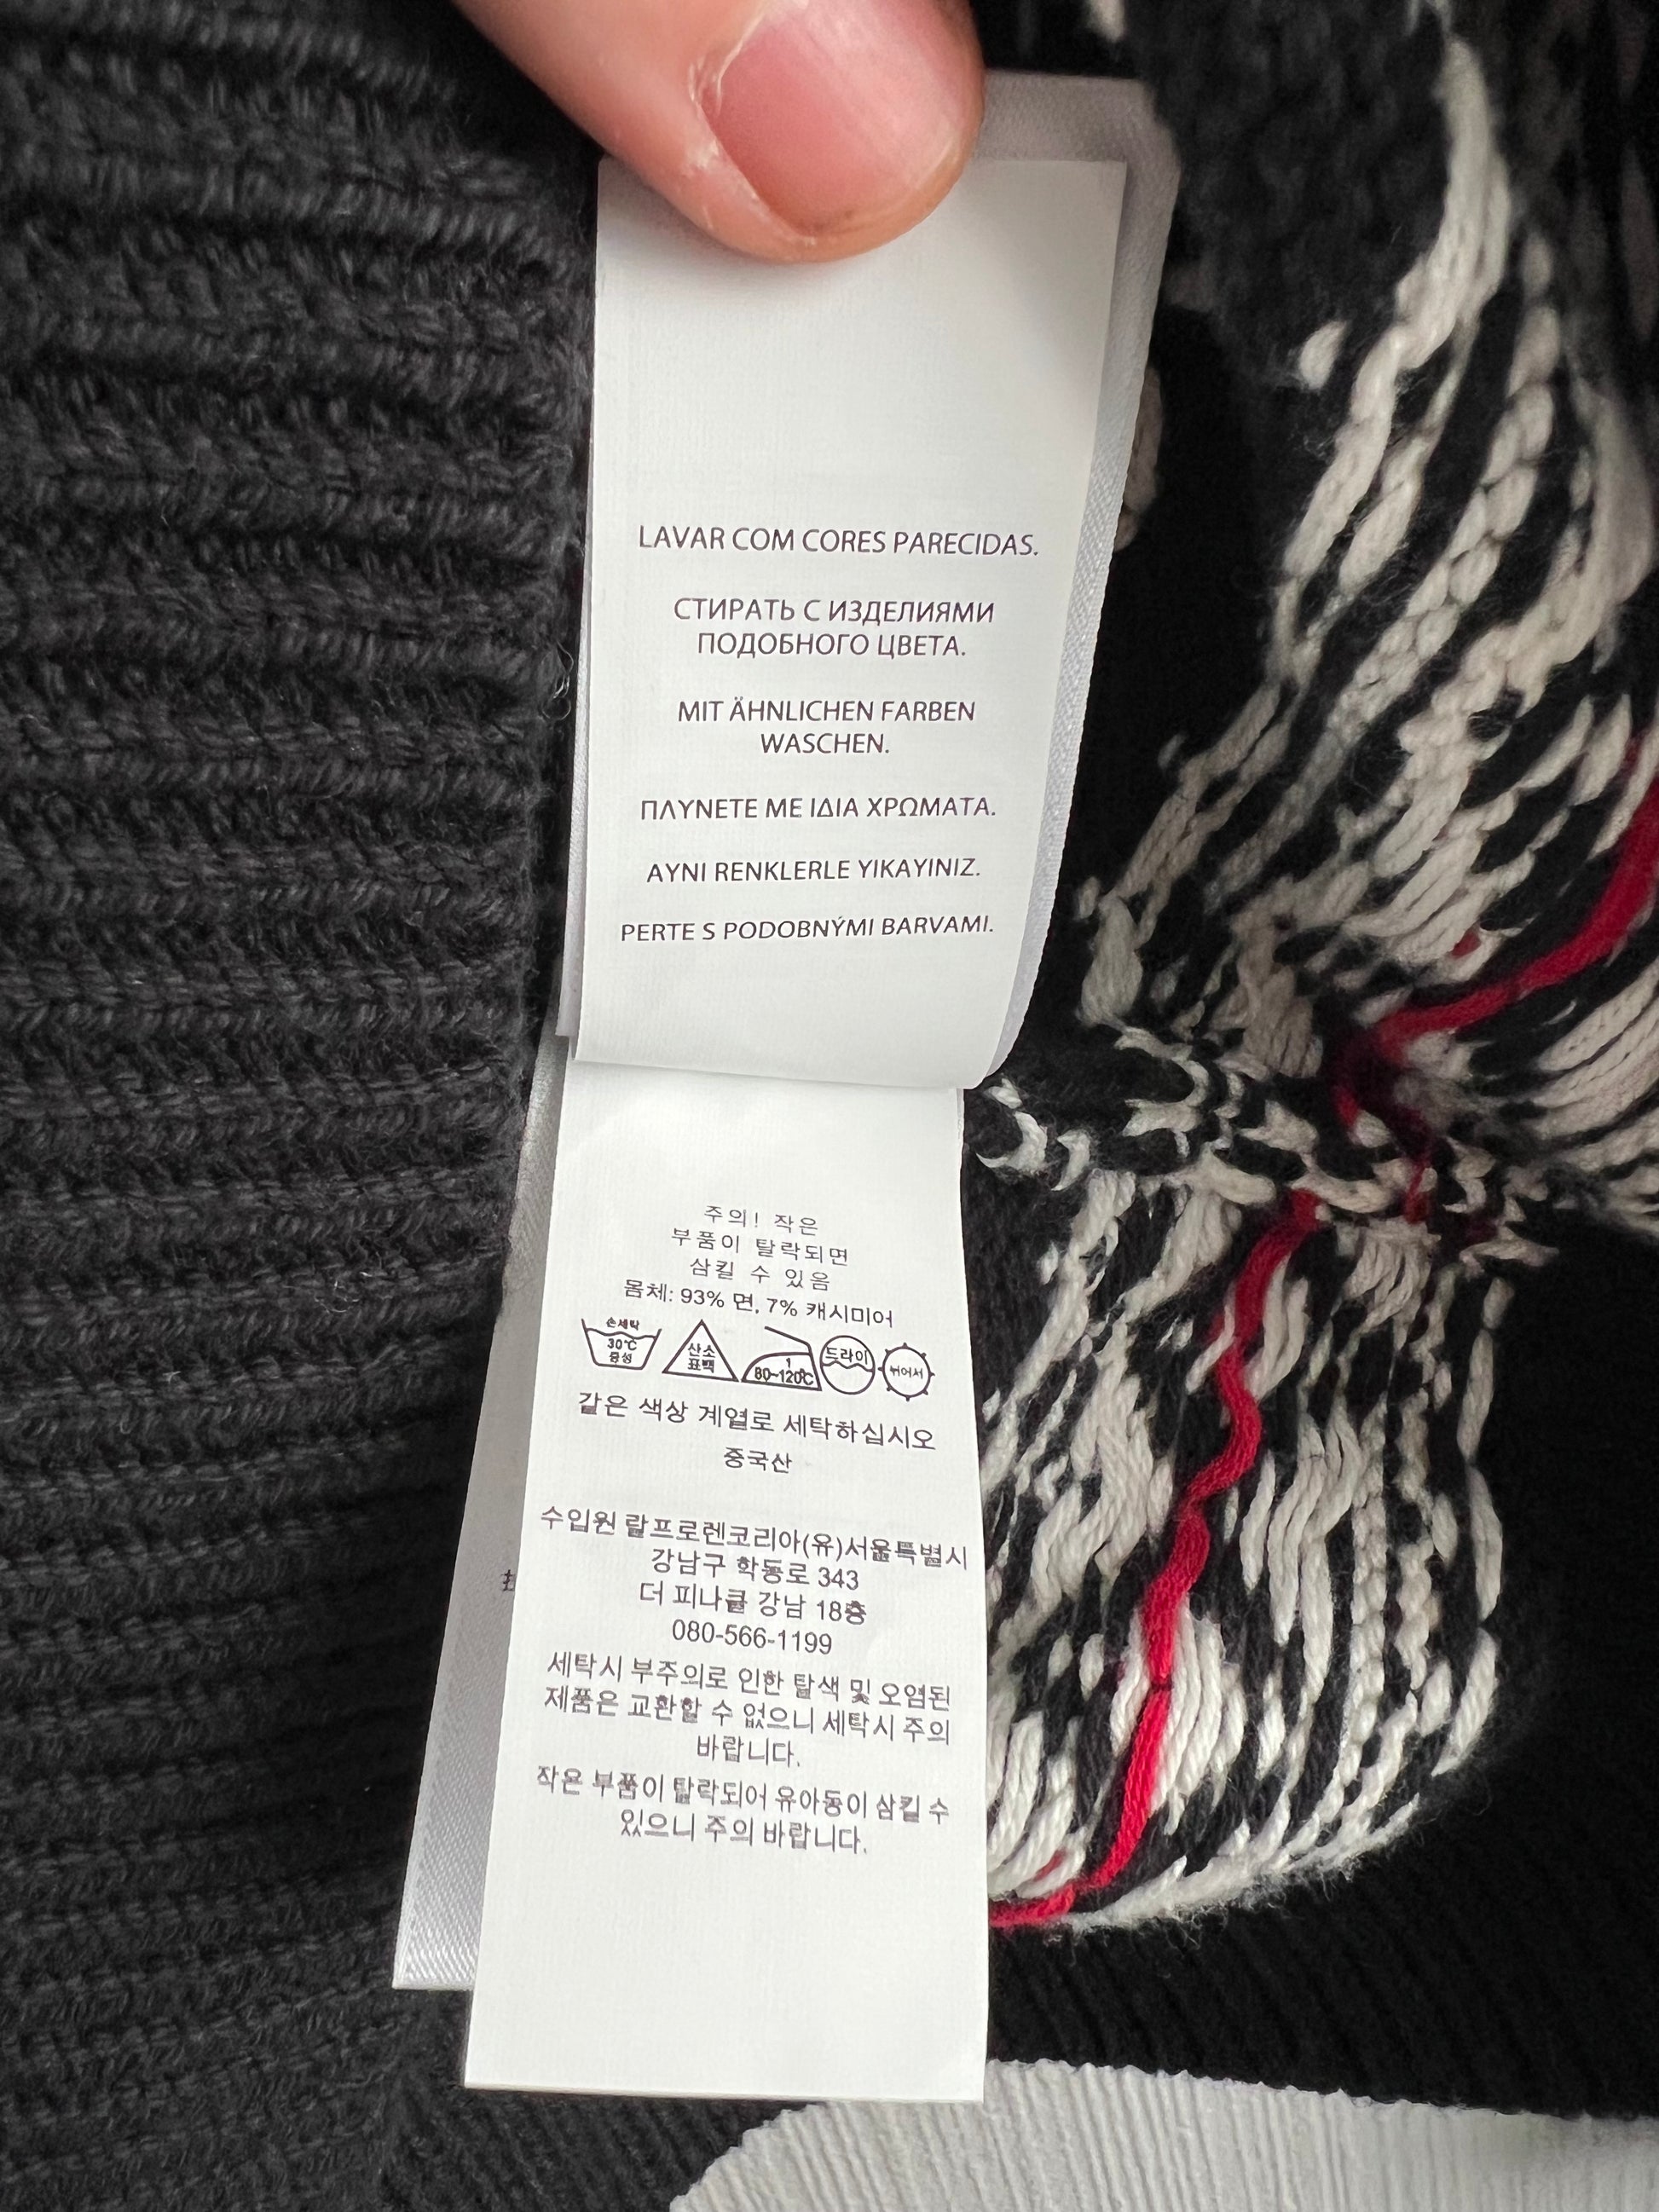 LAVAR COM CORES PARECIDAS.
СТИРАТЬ С ИЗДЕЛИЯМИ
ПОДОБНОГО ЦВЕТА.
MIT ÄHNLICHEN FARBEN
WASCHEN.
ΠΛΥΝΕΤΕ ΜΕ ΙΔΙΑ ΧΡΩΜΑΤΑ.
AYNI RENKLERLE YIKAYINIZ.
PERTE S PODOBNÝMI BARVAMI.
주의! 작은
부품이 탈락되면
삼킬 수 있음
몸체: 93% 면, 7% 캐시미어
손세탁
30℃
중성
산소
표백
1
80~120℃
드라이
뉘어서
같은 색상 계열로 세탁하십시오
중국산
수입원 랄프로렌코리아(유)서울특별시
강남구 학동로 343
더 피나클 강남 18층
080-566-1199
세탁시 부주의로 인한 탈색 및 오염된
제품은 교환할 수 없으니 세탁시 주의
바랍니다.
작은 부품이 탈락되어 유아동이 삼킬 수
있으니 주의 바랍니다.